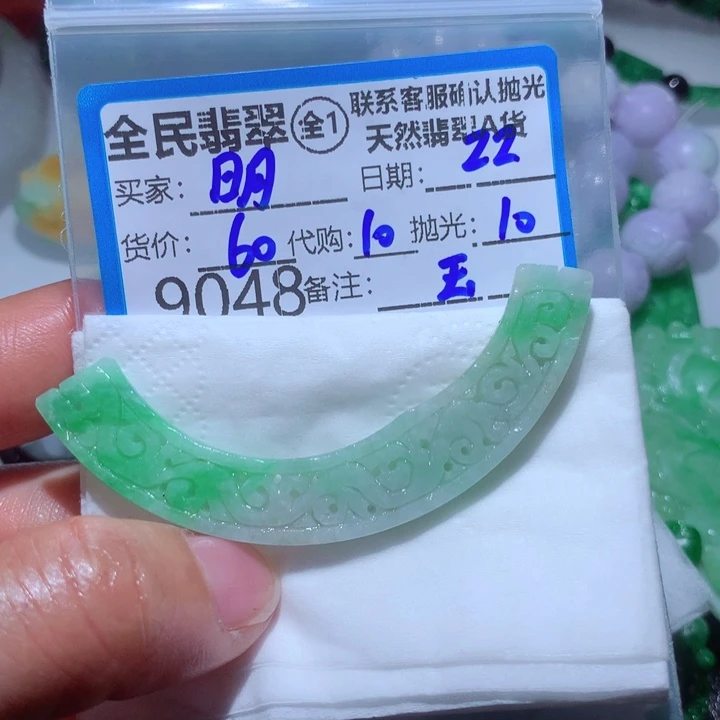 全民翡翠 全1 联系客服确认抛光
天然翡翠A货
买家: 明 日期: 22
货价: 60 代购: 10 抛光: 10
9048 备注: 玉